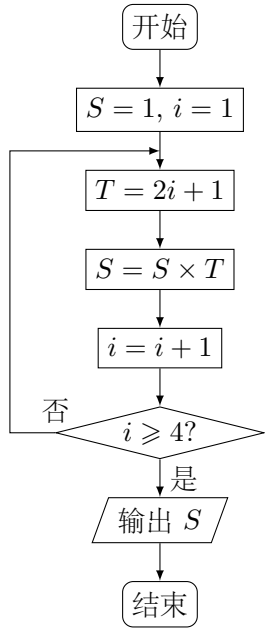 开始
S = 1, i = 1
T = 2i + 1
S = S × T
i = i + 1
i ⩾ 4?
否
是
输出 S
结束